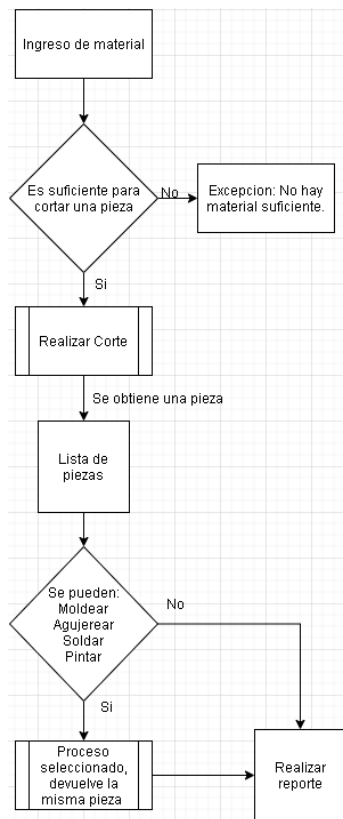 Ingreso de material
Es suficiente para
cortar una pieza
No
Excepcion: No hay
material suficiente.
Si
Realizar Corte
Se obtiene una pieza
Lista de
piezas
Se pueden:
Moldear
Agujerear
Soldar
Pintar
No
Si
Proceso
seleccionado,
devuelve la
misma pieza
Realizar
reporte